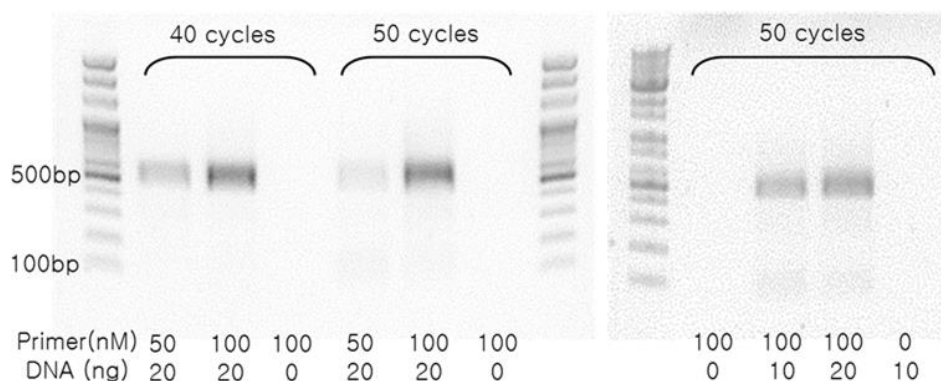 40 cycles 50 cycles 50 cycles
500bp
100bp
Primer(nM) 50 100 100 50 100 100 100 100 100 0
DNA (ng) 20 20 0 20 20 0 0 10 20 10